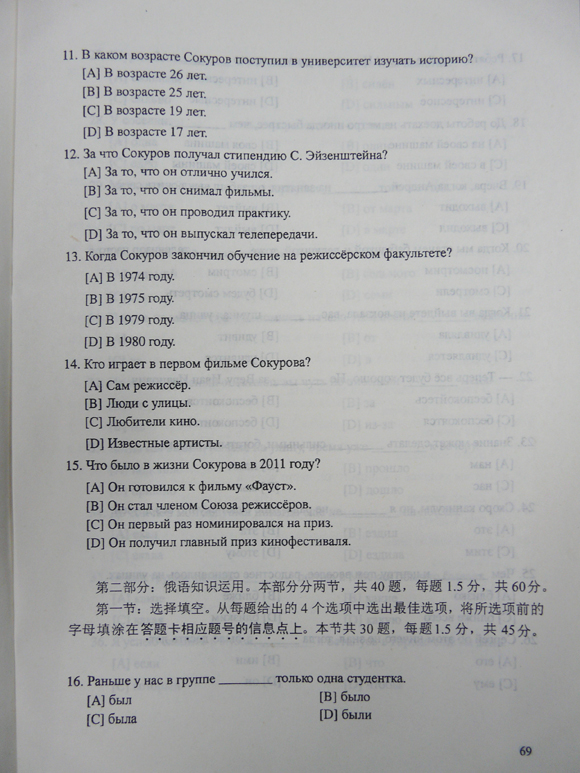 11. В каком возрасте Сокуров поступил в университет изучать историю?
[A] В возрасте 26 лет.
[B] В возрасте 25 лет.
[C] В возрасте 19 лет.
[D] В возрасте 17 лет.
12. За что Сокуров получал стипендию С. Эйзенштейна?
[A] За то, что он отлично учился.
[B] За то, что он снимал фильмы.
[C] За то, что он проводил практику.
[D] За то, что он выпускал телепередачи.
13. Когда Сокуров закончил обучение на режиссёрском факультете?
[A] В 1974 году.
[B] В 1975 году.
[C] В 1979 году.
[D] В 1980 году.
14. Кто играет в первом фильме Сокурова?
[A] Сам режиссёр.
[B] Люди с улицы.
[C] Любители кино.
[D] Известные артисты.
15. Что было в жизни Сокурова в 2011 году?
[A] Он готовился к фильму «Фауст».
[B] Он стал членом Союза режиссёров.
[C] Он первый раз номинировался на приз.
[D] Он получил главный приз кинофестиваля.
第二部分：俄语知识运用。本部分分两节，共 40 题，每题 1.5 分，共 60分。
第一节：选择填空。从每题给出的 4 个选项中选出最佳选项，将所选项前的
字母填涂在答题卡相应题号的信息点上。本节共 30 题，每题1.5 分，共 45分。
16. Раньше у нас в группе ________ только одна студентка.
[A] был [B] было
[C] была [D] были
69